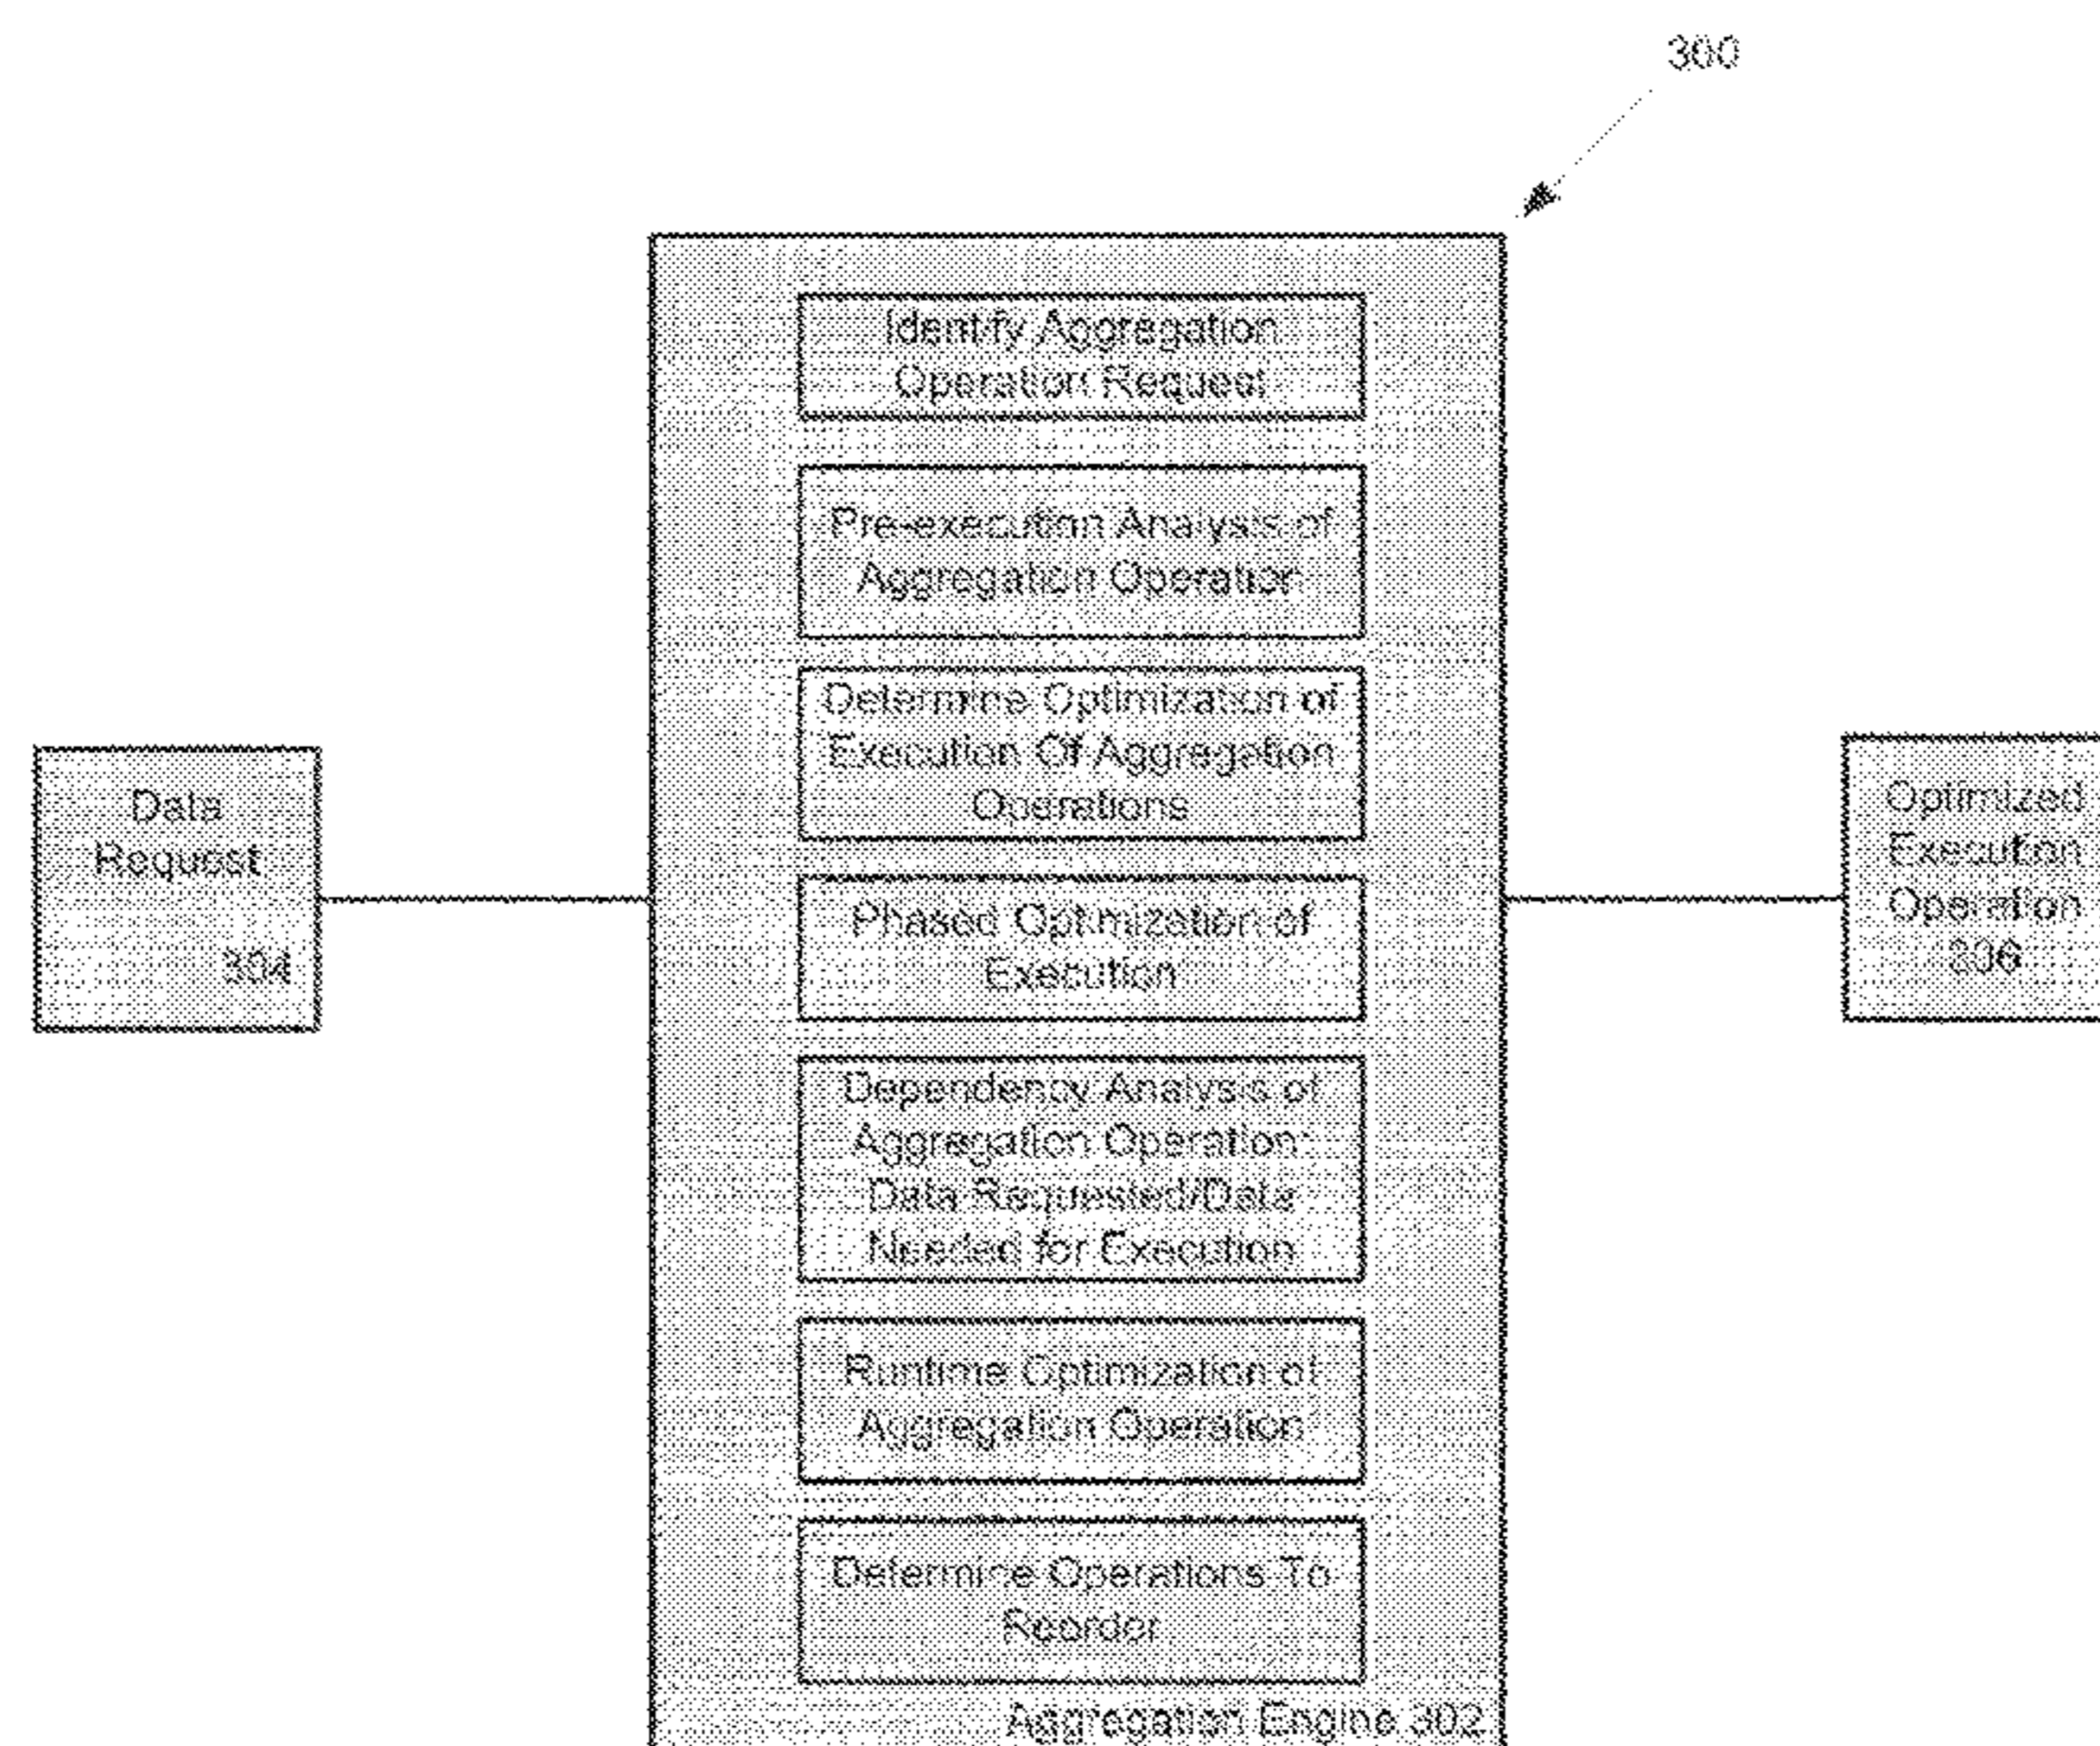 300
Identify Aggregation
Operation Request
Pre-execution Analysis of
Aggregation Operation
Determine Optimization of
Execution Of Aggregation
Operations
Phased Optimization of
Execution
Dependency Analysis of
Aggregation Operation:
Data Requested/Data
Needed for Execution
Runtime Optimization of
Aggregation Operation
Determine Operations To
Reorder
Aggregation Engine 302
Data
Request
304
Optimized
Execution
Operation
306